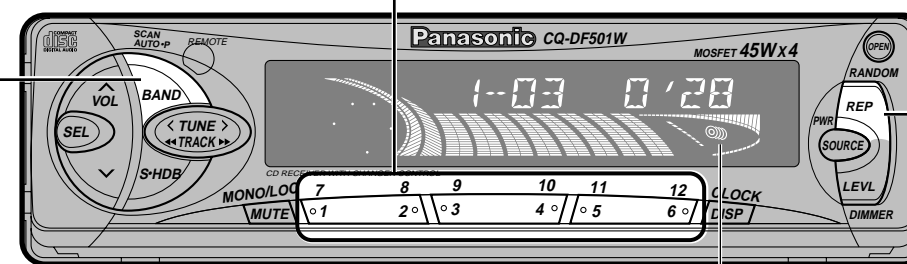 COMPACT
disc
DIGITAL AUDIO
SCAN
AUTO•P
REMOTE
Panasonic CQ-DF501W
MOSFET 45W x 4
OPEN
RANDOM
VOL
BAND
SEL
< TUNE >
◂◂ TRACK ▸▸
S•HDB
1--03 0'28
REP
PWR
SOURCE
LEVL
DIMMER
CD RECEIVER WITH CHANGER CONTROL
MONO/LOC 7 8 9 10 11 12 CLOCK
MUTE 1 2 3 4 5 6 DISP